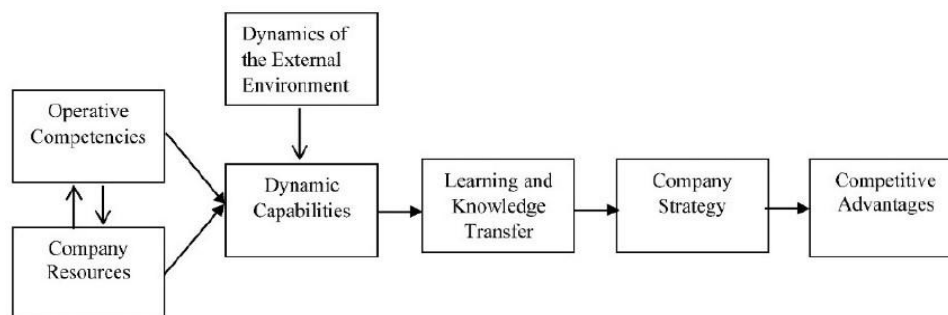 Dynamics of
the External
Environment
Operative
Competencies
Dynamic
Capabilities
Learning and
Knowledge
Transfer
Company
Strategy
Competitive
Advantages
Company
Resources